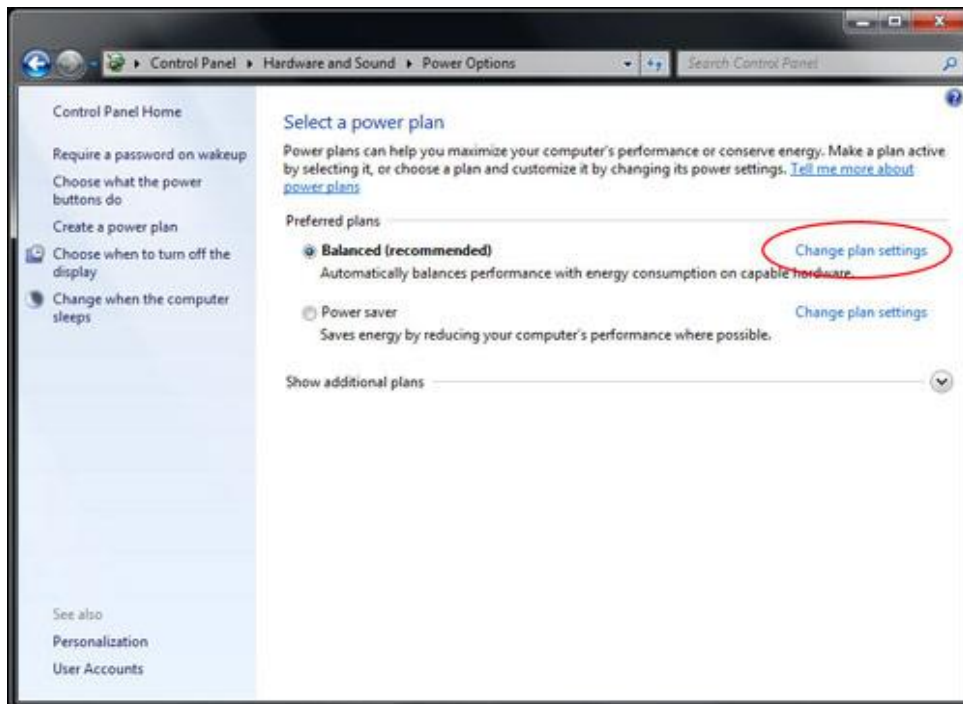 Control Panel ▸ Hardware and Sound ▸ Power Options
Search Control Panel
Control Panel Home
Require a password on wakeup
Choose what the power
buttons do
Create a power plan
Choose when to turn off the
display
Change when the computer
sleeps
See also
Personalization
User Accounts
Select a power plan
Power plans can help you maximize your computer's performance or conserve energy. Make a plan active
by selecting it, or choose a plan and customize it by changing its power settings. Tell me more about
power plans
Preferred plans
Balanced (recommended) Change plan settings
Automatically balances performance with energy consumption on capable hardware.
Power saver Change plan settings
Saves energy by reducing your computer's performance where possible.
Show additional plans